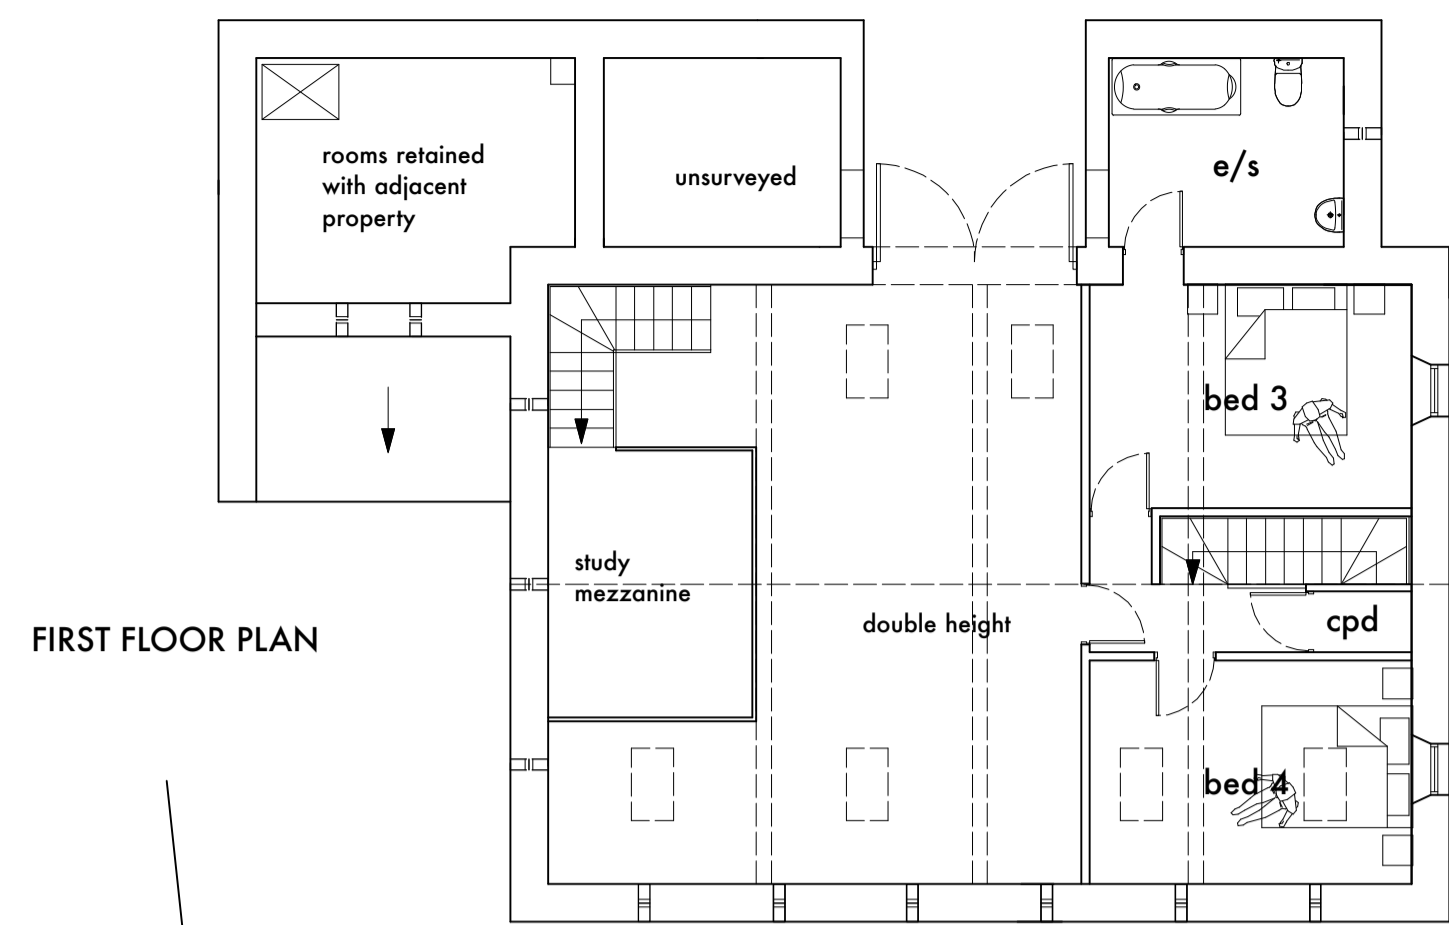 rooms retained
with adjacent
property
unsurveyed
e/s
bed 3
study
mezzanine
double height
cpd
FIRST FLOOR PLAN
bed 4